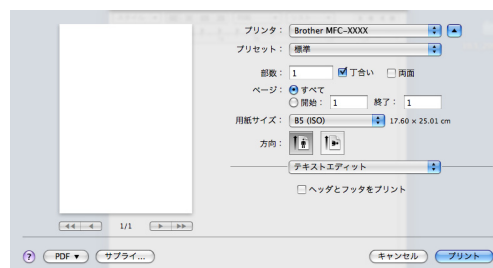 プリンタ： Brother MFC-XXXX
プリセット： 標準
部数： 1 丁合い 両面
ページ： すべて
開始： 1 終了： 1
用紙サイズ： B5 (ISO) 17.60 x 25.01 cm
方向：
テキストエディット
ヘッダとフッタをプリント
1/1
? PDF ▼ サプライ... キャンセル プリント